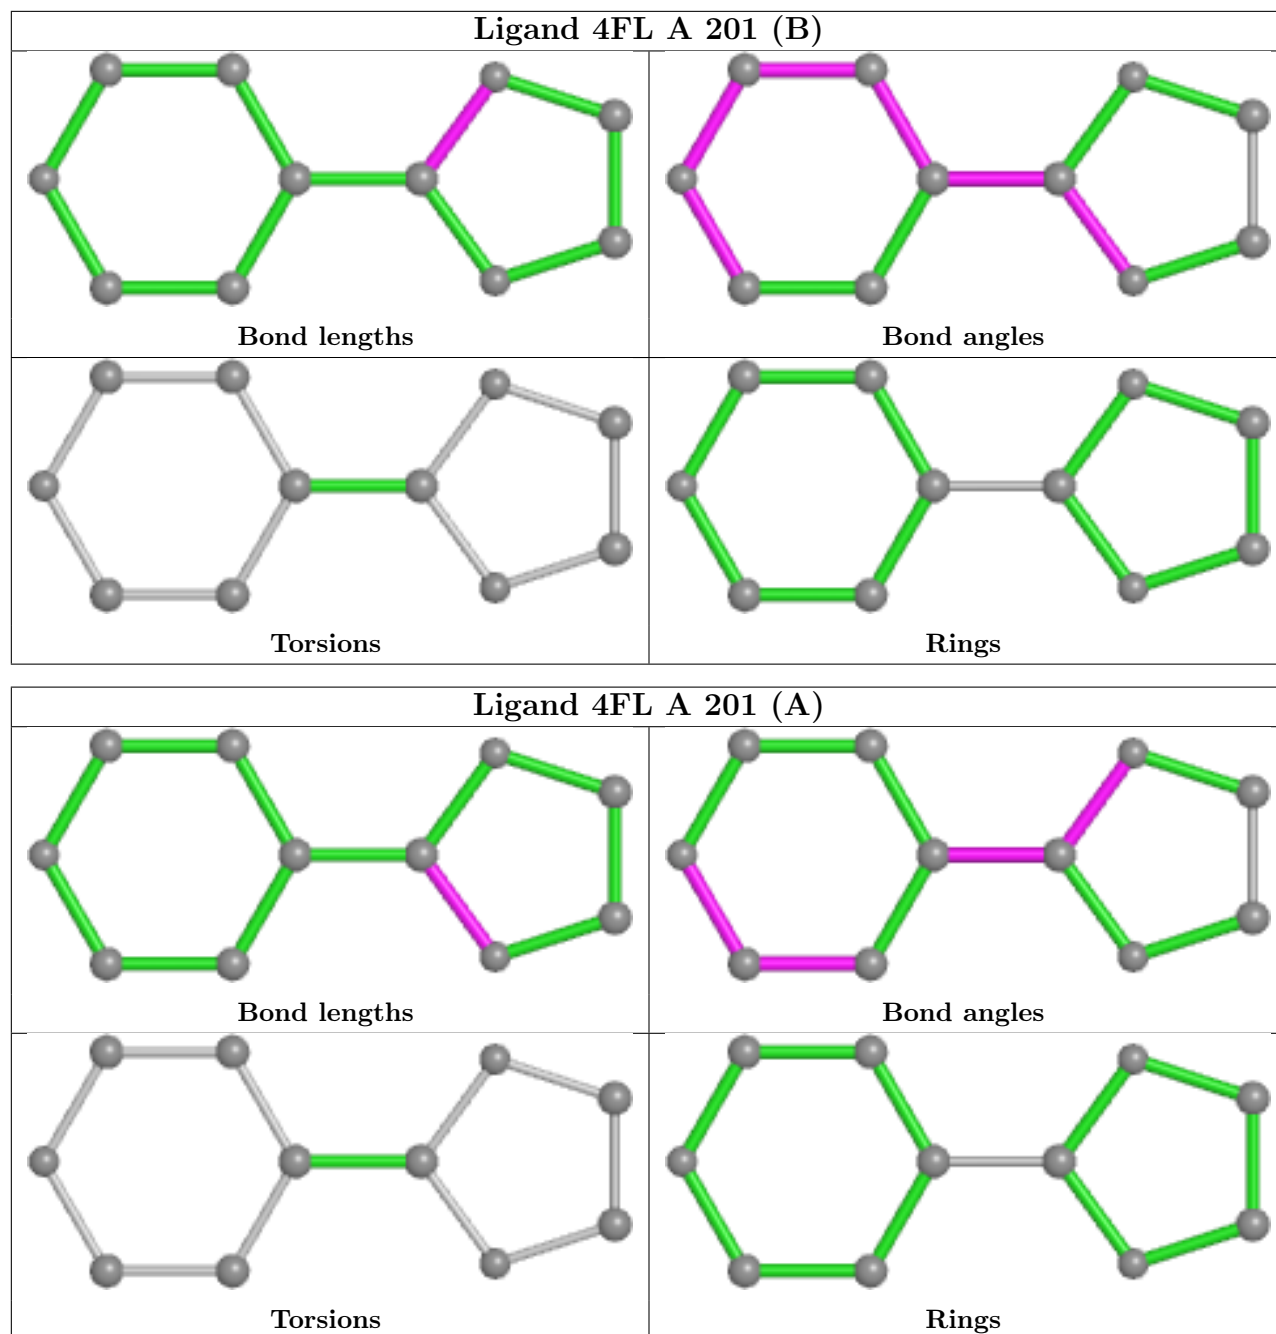 Ligand 4FL A 201 (B)
Bond lengths
Bond angles
Torsions
Rings
Ligand 4FL A 201 (A)
Bond lengths
Bond angles
Torsions
Rings